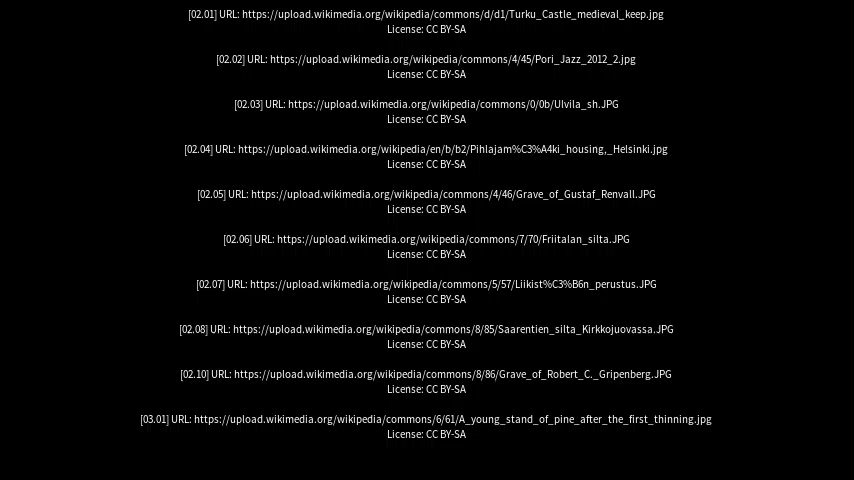 [02.01] URL: https://upload.wikimedia.org/wikipedia/commons/d/d1/Turku_Castle_medieval_keep.jpg
License: CC BY-SA
[02.02] URL: https://upload.wikimedia.org/wikipedia/commons/4/45/Pori_Jazz_2012_2.jpg
License: CC BY-SA
[02.03] URL: https://upload.wikimedia.org/wikipedia/commons/0/0b/Ulvila_sh.JPG
License: CC BY-SA
[02.04] URL: https://upload.wikimedia.org/wikipedia/en/b/b2/Pihlajam%C3%A4ki_housing,_Helsinki.jpg
License: CC BY-SA
[02.05] URL: https://upload.wikimedia.org/wikipedia/commons/4/46/Grave_of_Gustaf_Renvall.JPG
License: CC BY-SA
[02.06] URL: https://upload.wikimedia.org/wikipedia/commons/7/70/Friitalan_silta.JPG
License: CC BY-SA
[02.07] URL: https://upload.wikimedia.org/wikipedia/commons/5/57/Liikist%C3%B6n_perustus.JPG
License: CC BY-SA
[02.08] URL: https://upload.wikimedia.org/wikipedia/commons/8/85/Saarentien_silta_Kirkkojuovassa.JPG
License: CC BY-SA
[02.10] URL: https://upload.wikimedia.org/wikipedia/commons/8/86/Grave_of_Robert_C._Gripenberg.JPG
License: CC BY-SA
[03.01] URL: https://upload.wikimedia.org/wikipedia/commons/6/61/A_young_stand_of_pine_after_the_first_thinning.jpg
License: CC BY-SA